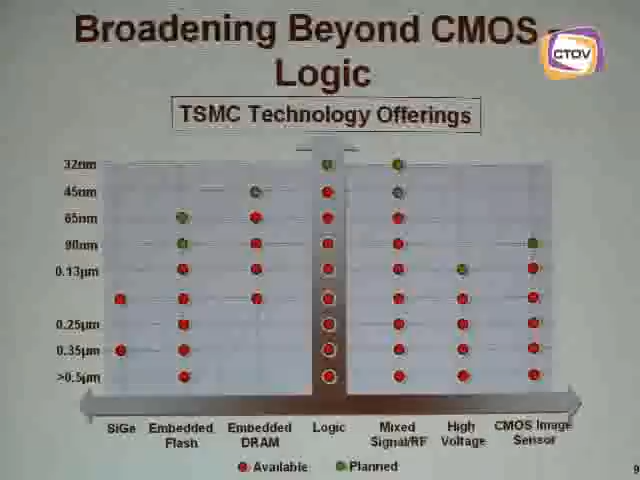 Broadening Beyond CMOS -
Logic
CTOV
TSMC Technology Offerings
32nm
45nm
65nm
90nm
0.13μm
0.25μm
0.35μm
>0.5μm
SiGe
Embedded
Flash
Embedded
DRAM
Logic
Mixed
Signal/RF
High
Voltage
CMOS Image
Sensor
Available
Planned
9